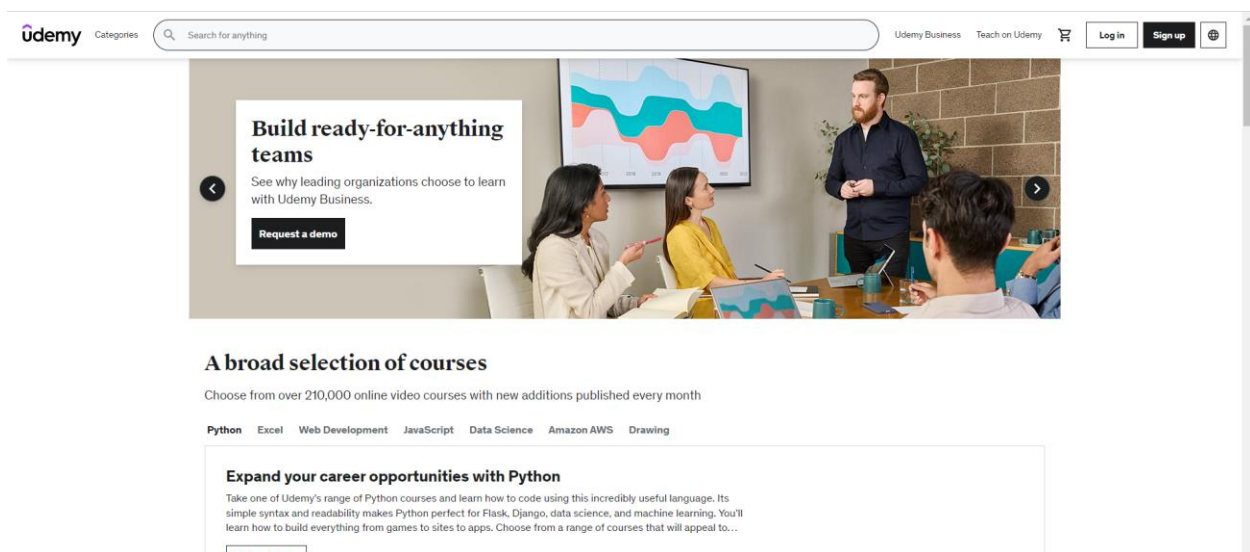 ûdemy Categories Search for anything Udemy Business Teach on Udemy Log in Sign up
Build ready-for-anything
teams
See why leading organizations choose to learn
with Udemy Business.
Request a demo
A broad selection of courses
Choose from over 210,000 online video courses with new additions published every month
Python Excel Web Development JavaScript Data Science Amazon AWS Drawing
Expand your career opportunities with Python
Take one of Udemy's range of Python courses and learn how to code using this incredibly useful language. Its
simple syntax and readability makes Python perfect for Flask, Django, data science, and machine learning. You'll
learn how to build everything from games to sites to apps. Choose from a range of courses that will appeal to...